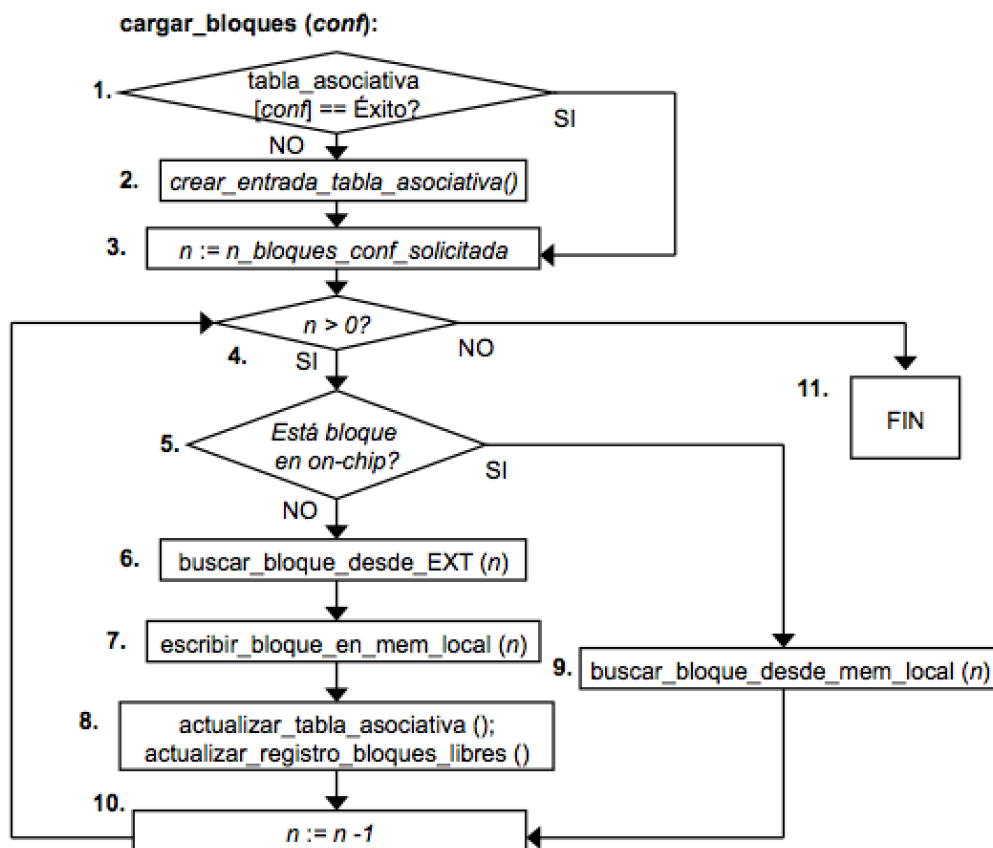 cargar_bloques (conf):
1.
tabla_asociativa
[conf] == Éxito?
SI
NO
2.
crear_entrada_tabla_asociativa()
3.
n := n_bloques_conf_solicitada
n > 0?
4.
SI
NO
11.
FIN
5.
Está bloque
en on-chip?
SI
NO
6.
buscar_bloque_desde_EXT (n)
7.
escribir_bloque_en_mem_local (n)
9.
buscar_bloque_desde_mem_local (n)
8.
actualizar_tabla_asociativa ();
actualizar_registro_bloques_libres ()
10.
n := n -1